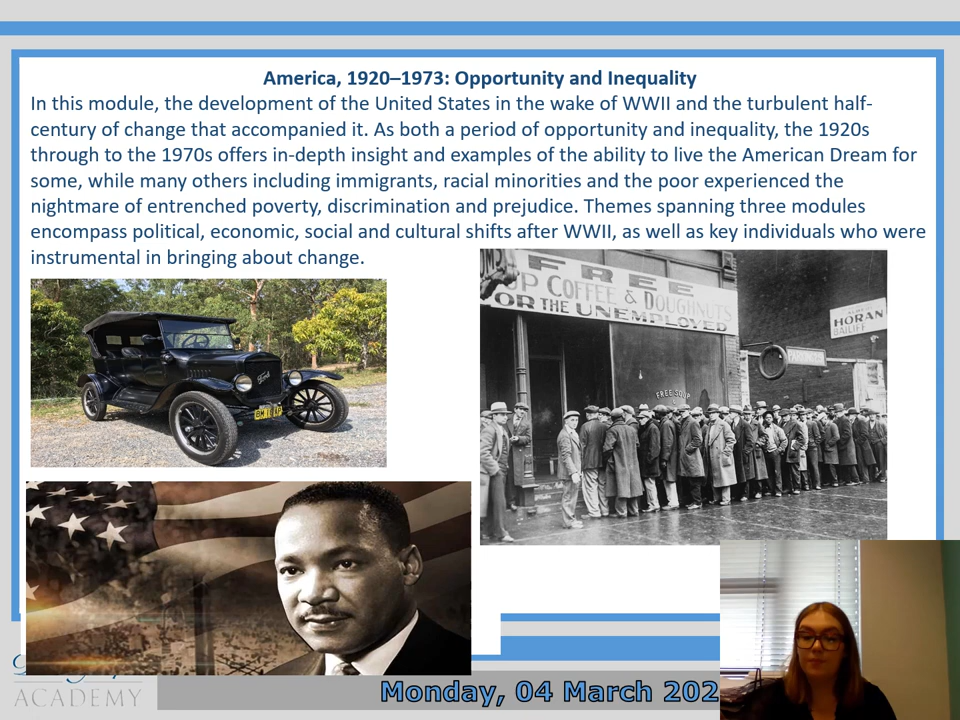 America, 1920–1973: Opportunity and Inequality
In this module, the development of the United States in the wake of WWII and the turbulent half-
century of change that accompanied it. As both a period of opportunity and inequality, the 1920s
through to the 1970s offers in-depth insight and examples of the ability to live the American Dream for
some, while many others including immigrants, racial minorities and the poor experienced the
nightmare of entrenched poverty, discrimination and prejudice. Themes spanning three modules
encompass political, economic, social and cultural shifts after WWII, as well as key individuals who were
instrumental in bringing about change.
FREE
COFFEE & DOUGHNUTS
OR THE UNEMPLOYED
HORAN
BAILIFF
FREE SOUP
Ford
ACADEMY
Monday, 04 March 202